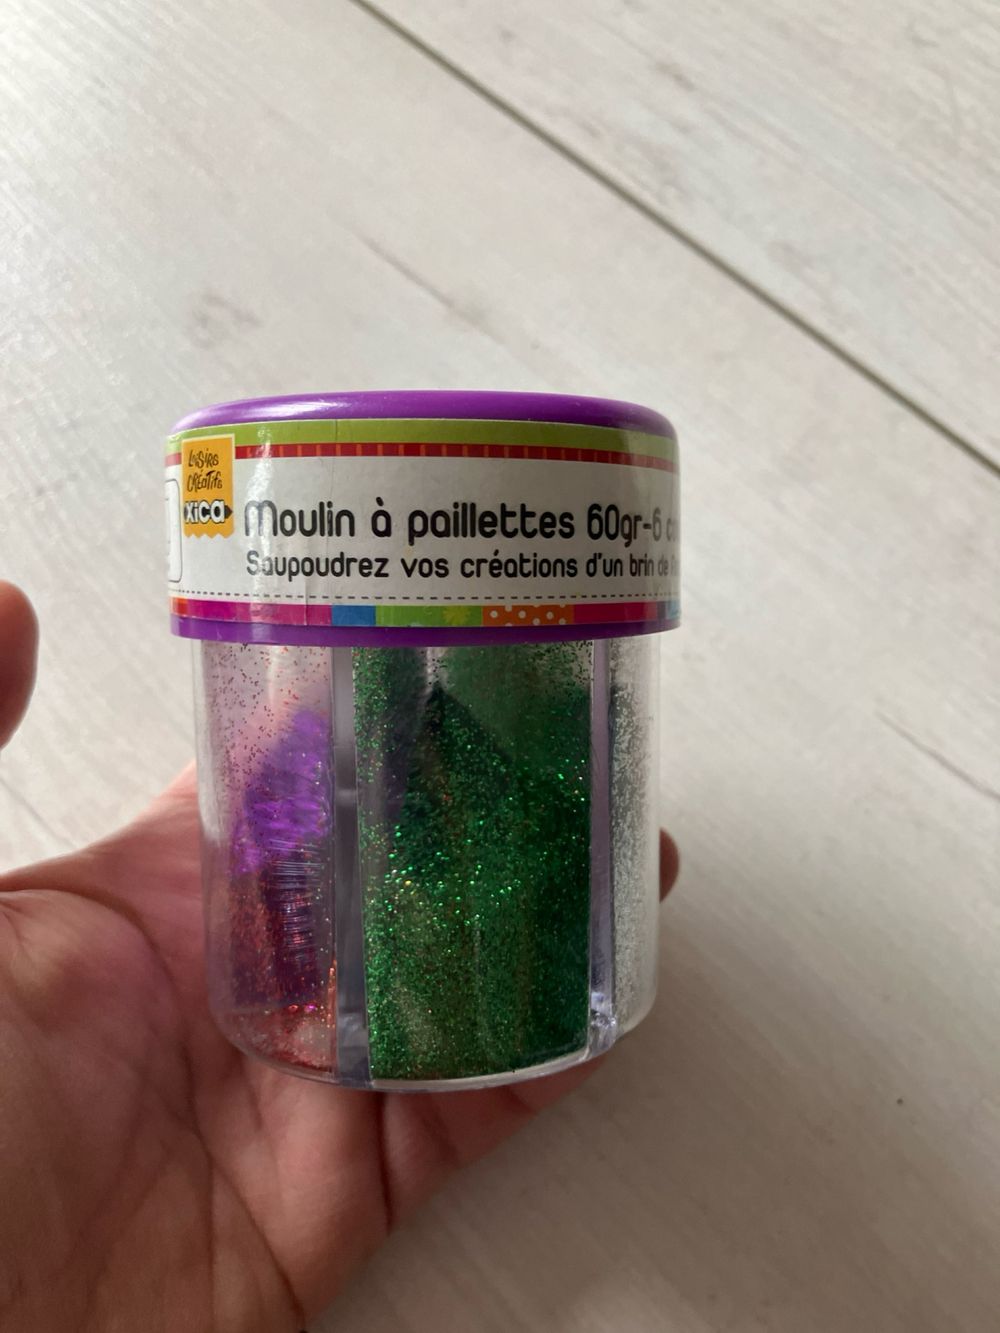 Loisirs
Créatifs
xica
Moulin à paillettes 60gr-6
Saupoudrez vos créations d'un brin de